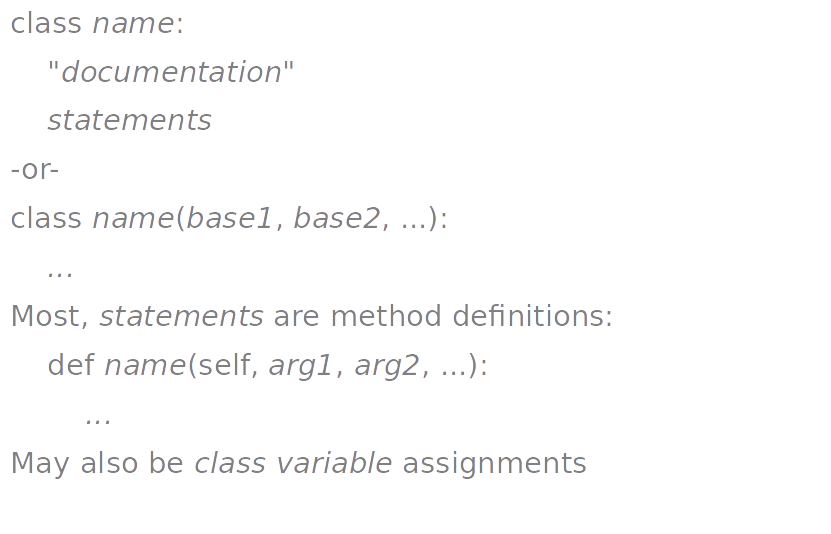 class name:
"documentation"
statements
-or-
class name(base1, base2, ...):
...
Most, statements are method definitions:
def name(self, arg1, arg2, ...):
...
May also be class variable assignments